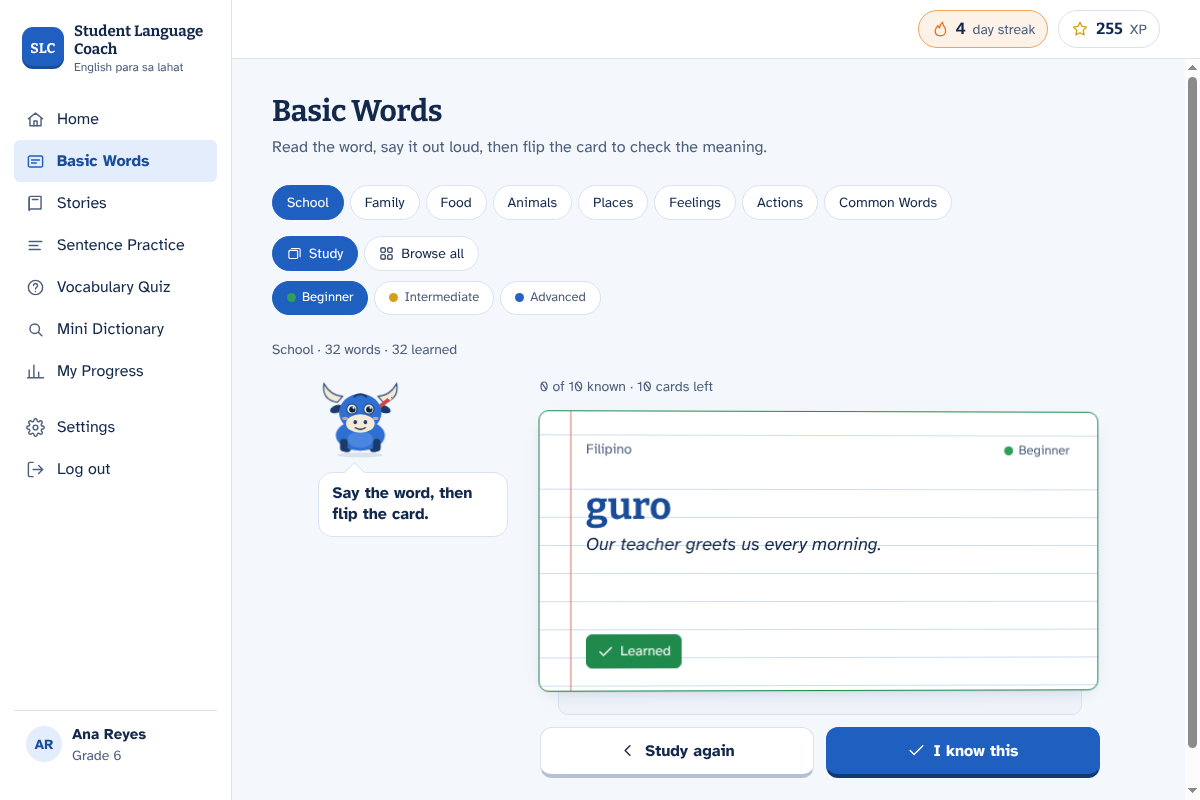 SLC
Student Language
Coach
English para sa lahat
4 day streak
255 XP
Home
Basic Words
Stories
Sentence Practice
Vocabulary Quiz
Mini Dictionary
My Progress
Settings
Log out
AR
Ana Reyes
Grade 6
Basic Words
Read the word, say it out loud, then flip the card to check the meaning.
School Family Food Animals Places Feelings Actions Common Words
Study Browse all
Beginner Intermediate Advanced
School · 32 words · 32 learned
Say the word, then
flip the card.
0 of 10 known · 10 cards left
Filipino Beginner
guro
Our teacher greets us every morning.
Learned
Study again I know this